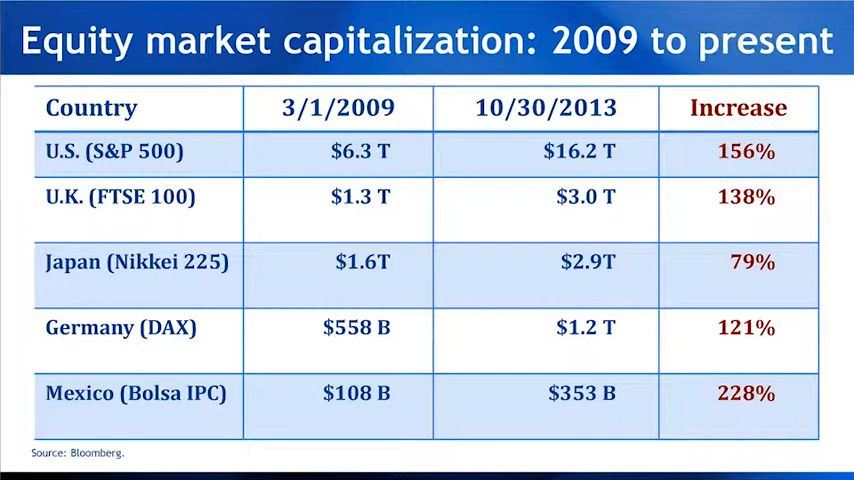 Equity market capitalization: 2009 to present
Country 3/1/2009 10/30/2013 Increase
U.S. (S&P 500) $6.3 T $16.2 T 156%
U.K. (FTSE 100) $1.3 T $3.0 T 138%
Japan (Nikkei 225) $1.6T $2.9T 79%
Germany (DAX) $558 B $1.2 T 121%
Mexico (Bolsa IPC) $108 B $353 B 228%
Source: Bloomberg.